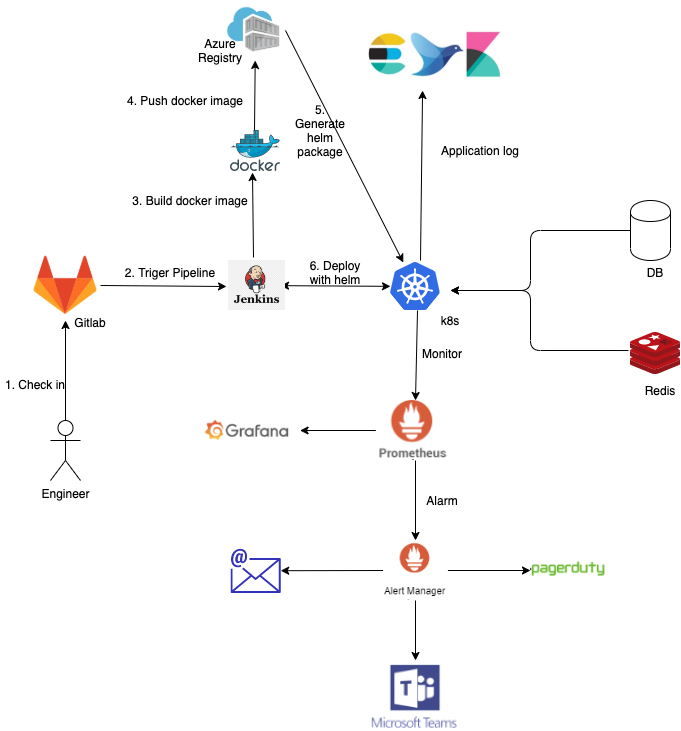 Azure
Registry
4. Push docker image
5.
Generate
helm
package
docker
Application log
3. Build docker image
2. Triger Pipeline
6. Deploy
with helm
DB
Jenkins
Gitlab
k8s
Monitor
1. Check in
Redis
Grafana
Prometheus
Engineer
Alarm
@
pagerduty
Alert Manager
T
Microsoft Teams